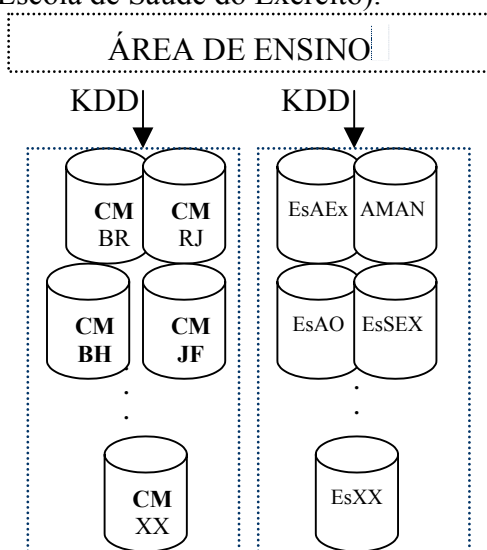 Escola de Saúde do Exército).
ÁREA DE ENSINO
KDD KDD
CM CM EsAEx AMAN
BR RJ
CM CM EsAO EsSEX
BH JF
. .
. .
. .
CM EsXX
XX